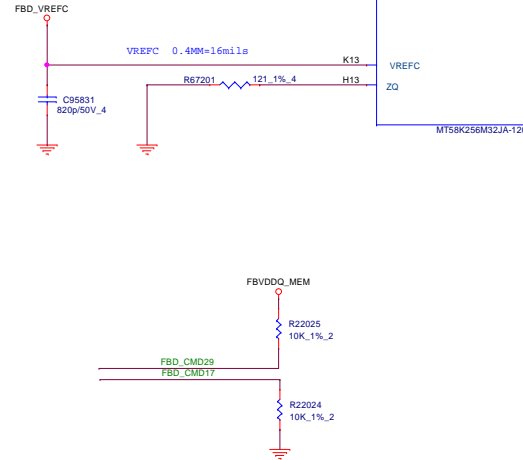 FBD_VREFC
VREFC 0.4MM=16mils
K13
VREFC
R67201
121_1%_4
H13
ZQ
C95831
820p/50V_4
MT58K256M32JA-12
FBVDDQ_MEM
R22025
10K_1%_2
FBD_CMD29
FBD_CMD17
R22024
10K_1%_2